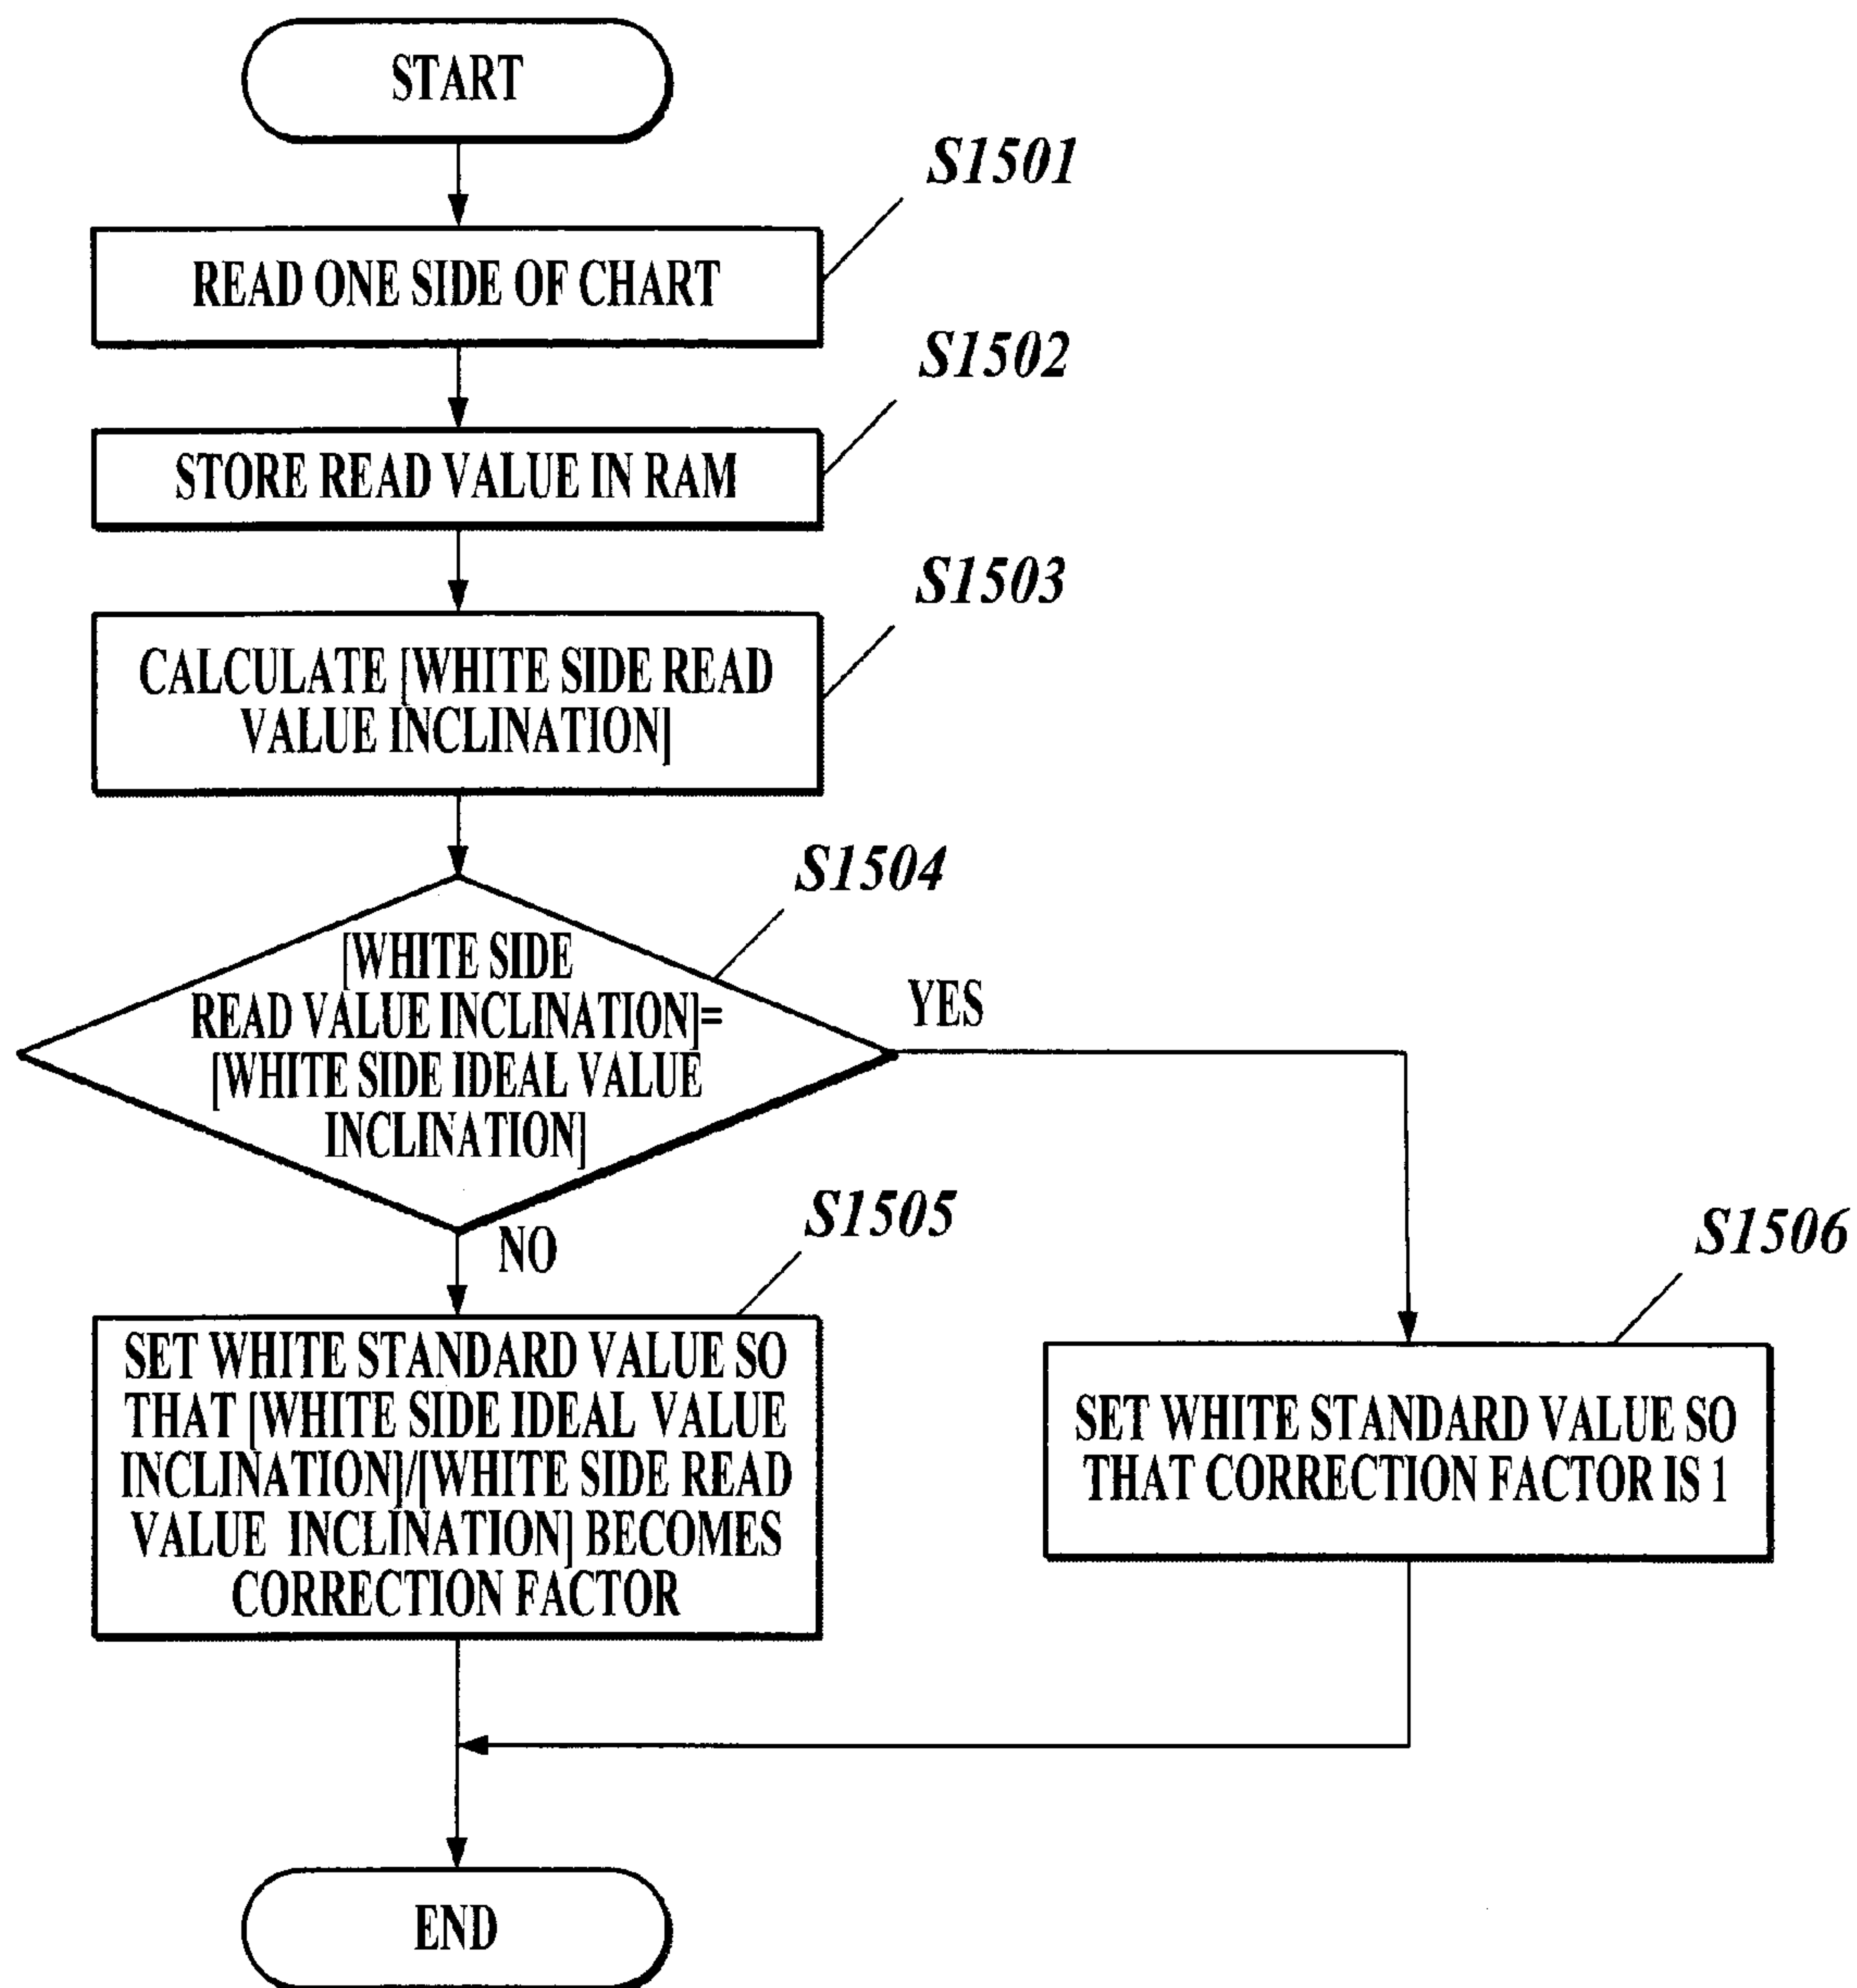 START
S1501
READ ONE SIDE OF CHART
S1502
STORE READ VALUE IN RAM
S1503
CALCULATE [WHITE SIDE READ
VALUE INCLINATION]
S1504
[WHITE SIDE
READ VALUE INCLINATION]=
[WHITE SIDE IDEAL VALUE
INCLINATION]
YES
NO
S1505
SET WHITE STANDARD VALUE SO
THAT [WHITE SIDE IDEAL VALUE
INCLINATION]/[WHITE SIDE READ
VALUE INCLINATION] BECOMES
CORRECTION FACTOR
S1506
SET WHITE STANDARD VALUE SO
THAT CORRECTION FACTOR IS 1
END